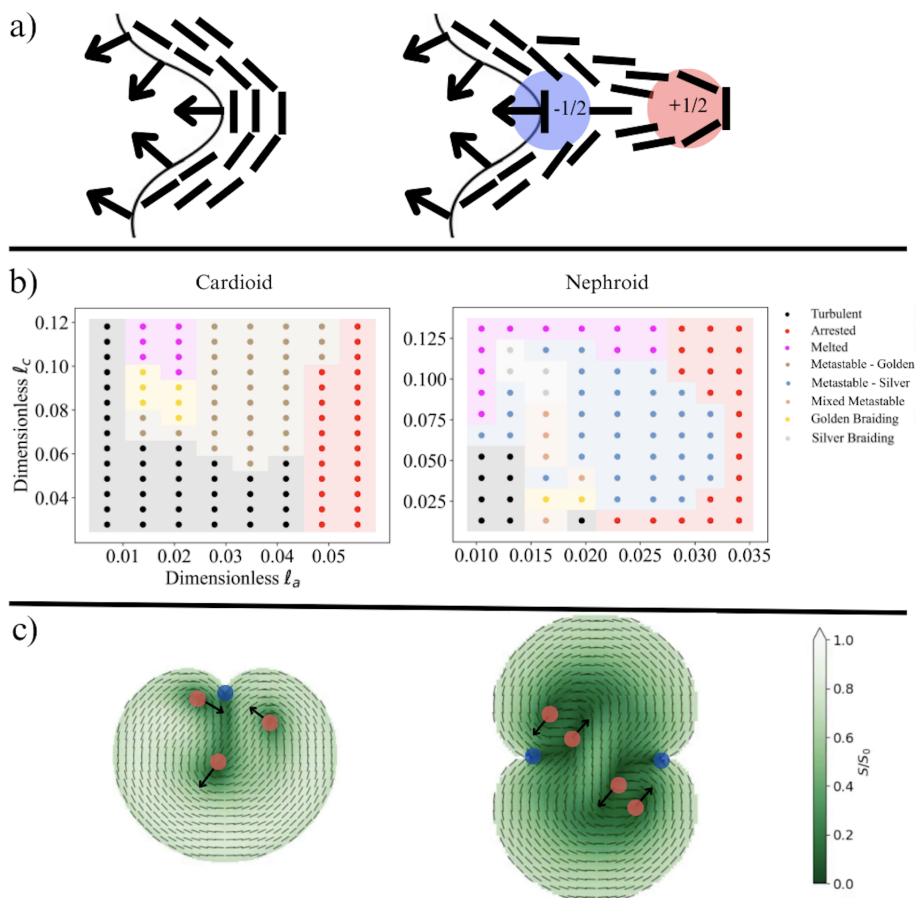 a)
-1/2
+1/2
b)
Cardioid
Nephroid
Dimensionless ℓc
0.12
0.10
0.08
0.06
0.04
0.01 0.02 0.03 0.04 0.05
Dimensionless ℓa
0.125
0.100
0.075
0.050
0.025
0.010 0.015 0.020 0.025 0.030 0.035
Turbulent
Arrested
Melted
Metastable - Golden
Metastable - Silver
Mixed Metastable
Golden Braiding
Silver Braiding
c)
1.0
0.8
0.6
0.4
0.2
0.0
S/S0